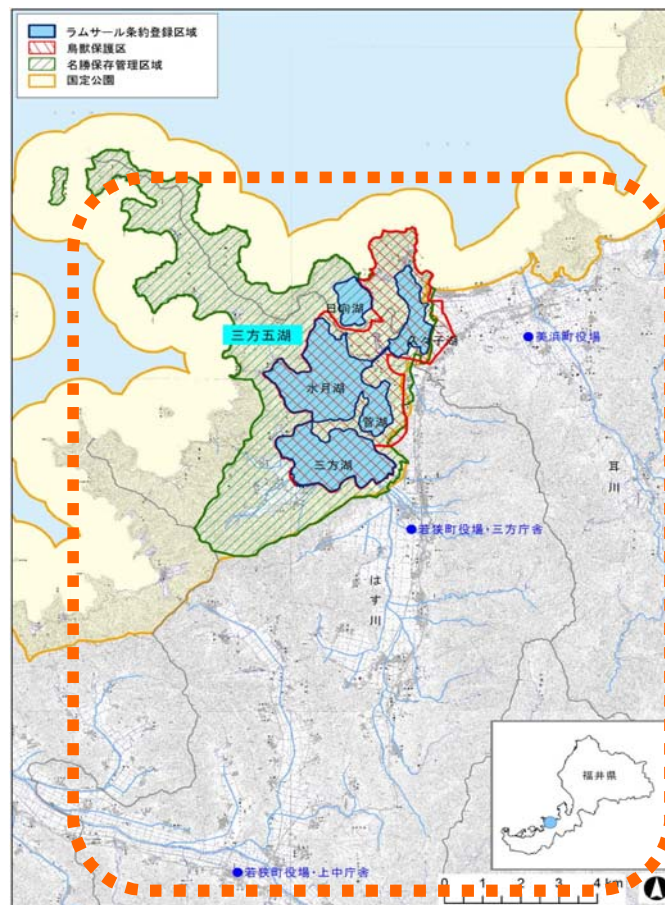 ラムサール条約登録区域
鳥獣保護区
名勝保存管理区域
国定公園
日向湖
三方五湖
久々子湖
美浜町役場
水月湖
菅湖
三方湖
耳川
若狭町役場・三方庁舎
はす川
福井県
若狭町役場・上中庁舎
0 1 2 3 4 km